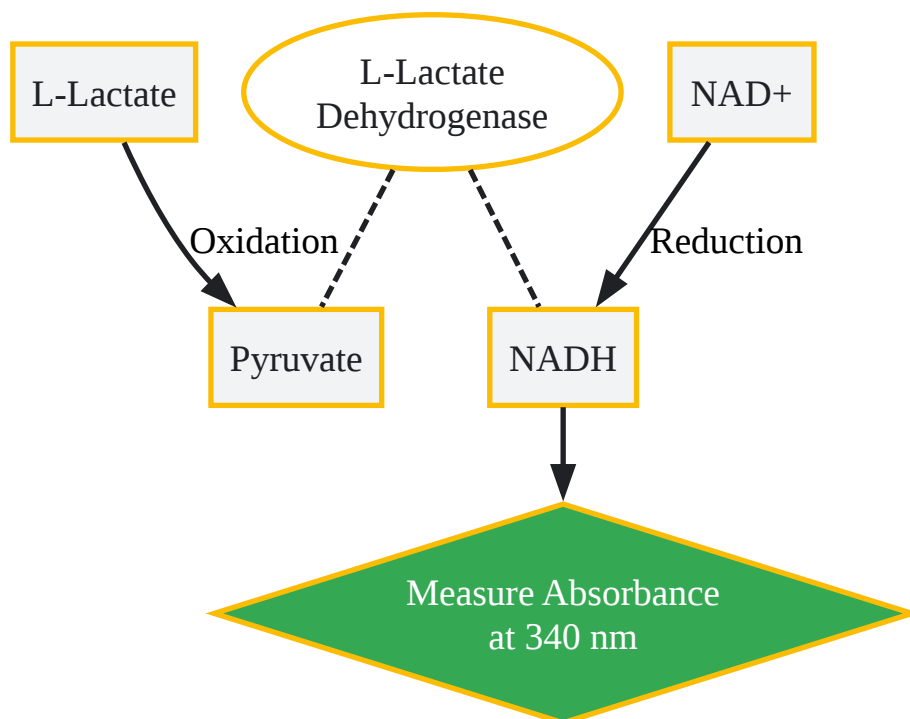 L-Lactate
L-Lactate
Dehydrogenase
NAD+
Oxidation
Reduction
Pyruvate
NADH
Measure Absorbance
at 340 nm